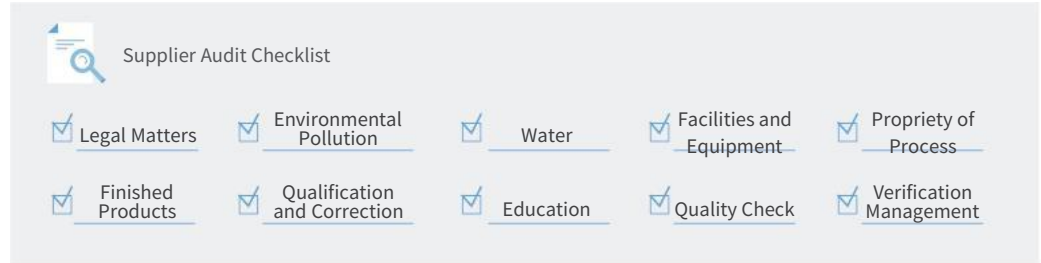 Supplier Audit Checklist
Legal Matters
Environmental
Pollution
Water
Facilities and
Equipment
Propriety of
Process
Finished
Products
Qualification
and Correction
Education
Quality Check
Verification
Management